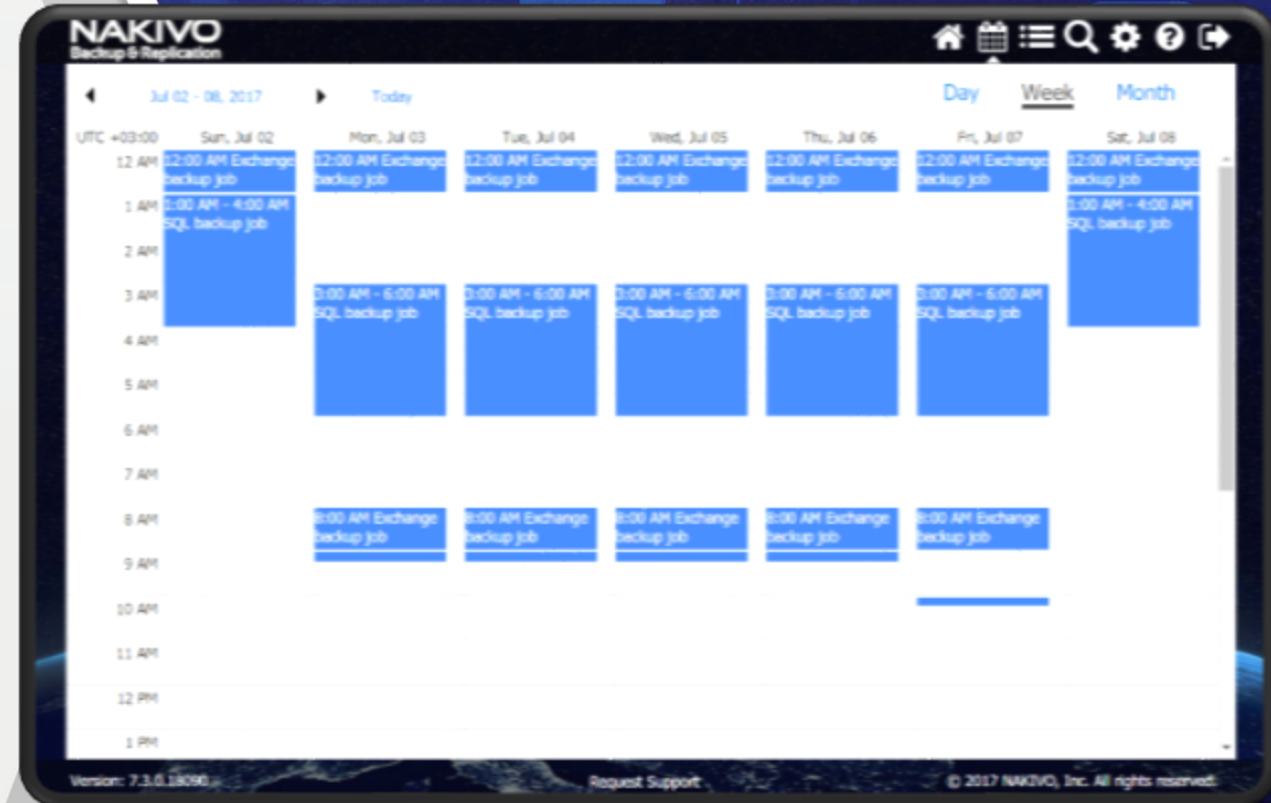 NAKIVO
Backup & Replication
Jul 02 - 08, 2017 Today Day Week Month
UTC +03:00 Sun, Jul 02 Mon, Jul 03 Tue, Jul 04 Wed, Jul 05 Thu, Jul 06 Fri, Jul 07 Sat, Jul 08
12 AM 12:00 AM Exchange 12:00 AM Exchange 12:00 AM Exchange 12:00 AM Exchange 12:00 AM Exchange 12:00 AM Exchange 12:00 AM Exchange
backup job backup job backup job backup job backup job backup job backup job
1 AM 1:00 AM - 4:00 AM 1:00 AM - 4:00 AM
SQL backup job SQL backup job
2 AM
3 AM 3:00 AM - 6:00 AM 3:00 AM - 6:00 AM 3:00 AM - 6:00 AM 3:00 AM - 6:00 AM 3:00 AM - 6:00 AM
SQL backup job SQL backup job SQL backup job SQL backup job SQL backup job
4 AM
5 AM
6 AM
7 AM
8 AM 8:00 AM Exchange 8:00 AM Exchange 8:00 AM Exchange 8:00 AM Exchange 8:00 AM Exchange
backup job backup job backup job backup job backup job
9 AM
10 AM
11 AM
12 PM
1 PM
Version: 7.3.0.18090 Request Support © 2017 NAKIVO, Inc. All rights reserved.